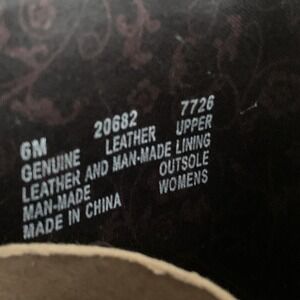 6M 20682 7726
GENUINE LEATHER UPPER
LEATHER AND MAN-MADE LINING
MAN-MADE OUTSOLE
MADE IN CHINA WOMENS